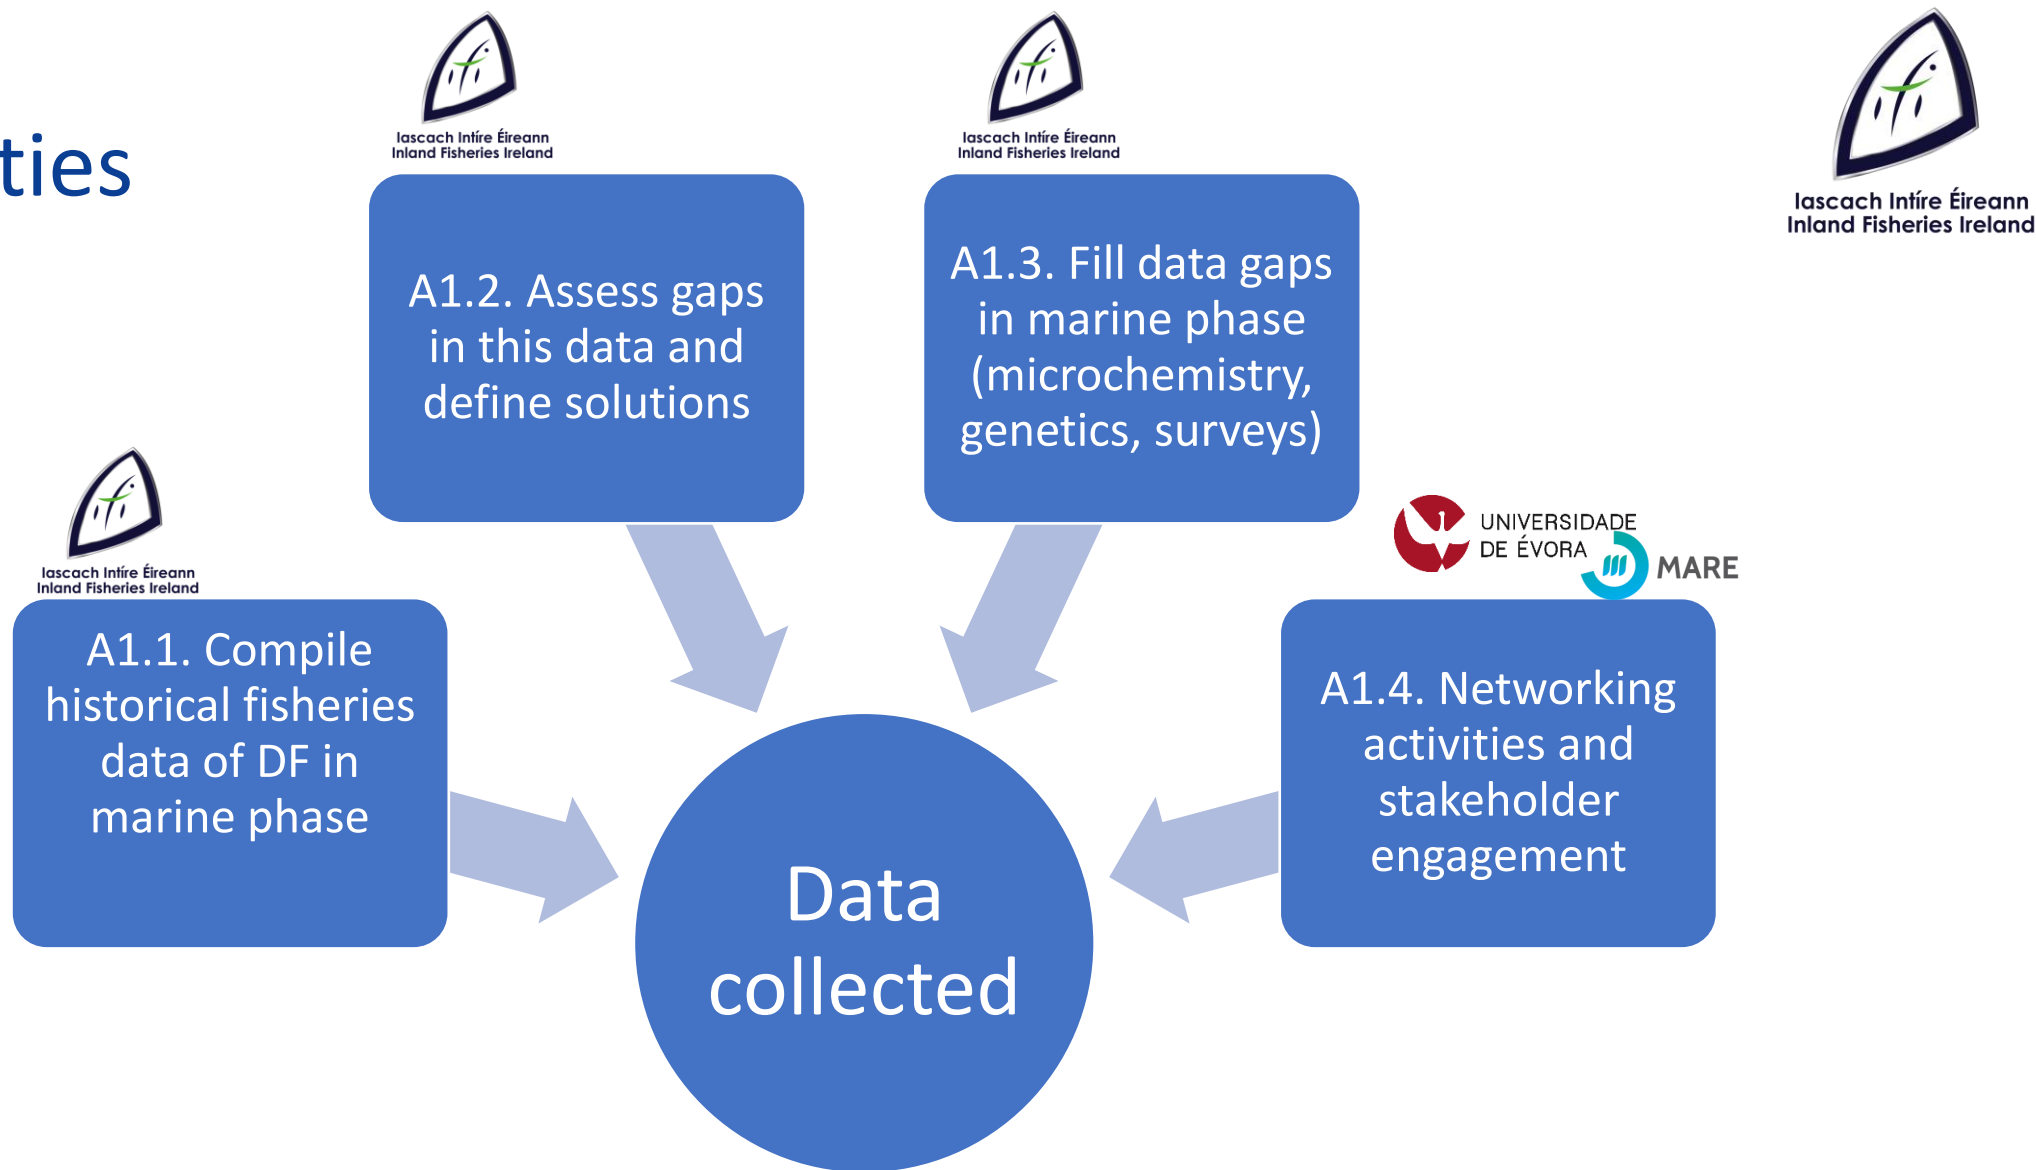 ties
Iascach Intíre Éireann
Inland Fisheries Ireland
Iascach Intíre Éireann
Inland Fisheries Ireland
Iascach Intíre Éireann
Inland Fisheries Ireland
A1.2. Assess gaps
in this data and
define solutions
A1.3. Fill data gaps
in marine phase
(microchemistry,
genetics, surveys)
Iascach Intíre Éireann
Inland Fisheries Ireland
UNIVERSIDADE
DE ÉVORA
MARE
A1.1. Compile
historical fisheries
data of DF in
marine phase
A1.4. Networking
activities and
stakeholder
engagement
Data
collected